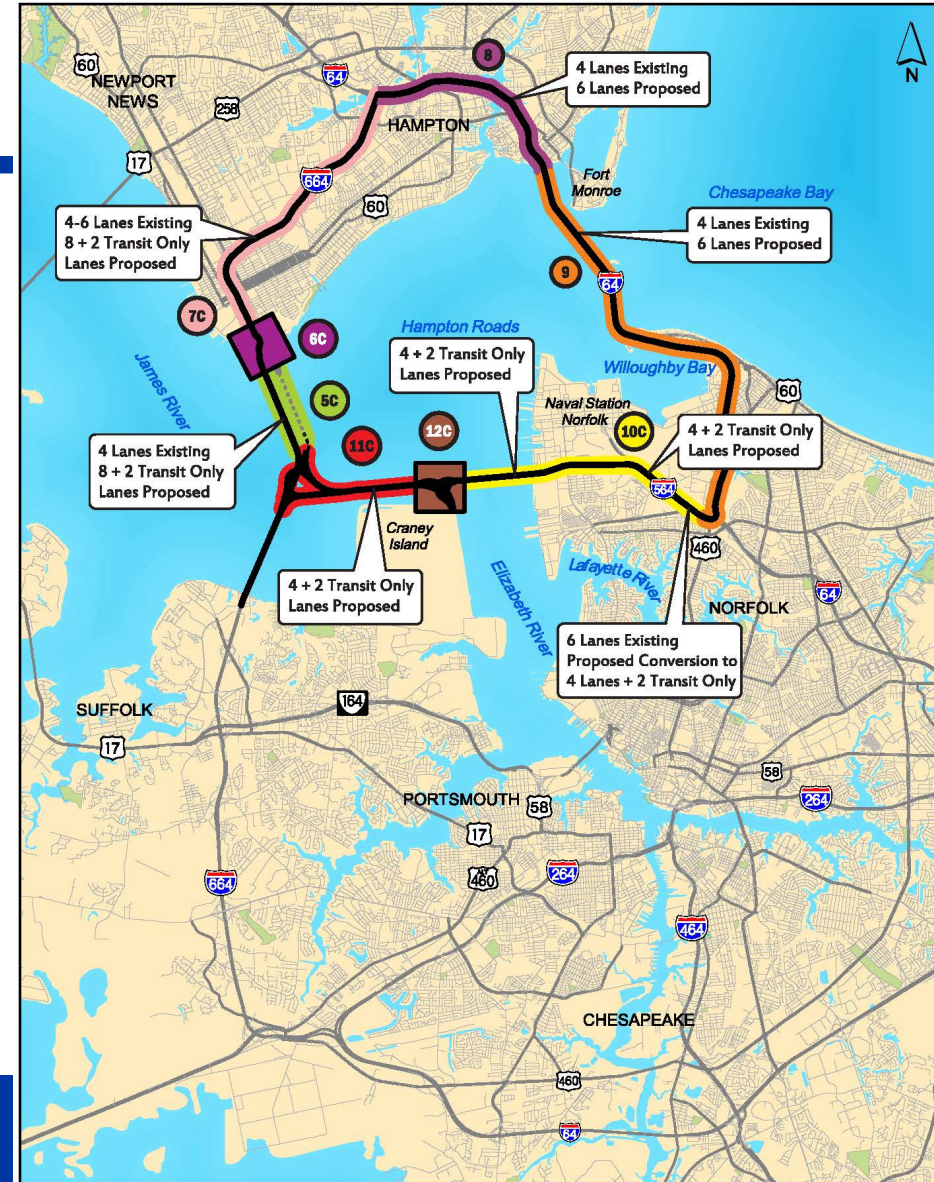 N
60
NEWPORT
NEWS
64
8
4 Lanes Existing
6 Lanes Proposed
258
HAMPTON
17
664
60
Fort
Monroe
Chesapeake Bay
4-6 Lanes Existing
8 + 2 Transit Only
Lanes Proposed
4 Lanes Existing
6 Lanes Proposed
9
64
7C
6C
Hampton Roads
4 + 2 Transit Only
Lanes Proposed
James River
Willoughby Bay
60
5C
Naval Station
Norfolk
10C
4 + 2 Transit Only
Lanes Proposed
11C
12C
4 Lanes Existing
8 + 2 Transit Only
Lanes Proposed
564
Craney
Island
460
4 + 2 Transit Only
Lanes Proposed
Elizabeth River
Lafayette River
64
NORFOLK
6 Lanes Existing
Proposed Conversion to
4 Lanes + 2 Transit Only
164
SUFFOLK
17
58
264
PORTSMOUTH
58
17
460
264
664
464
CHESAPEAKE
460
64